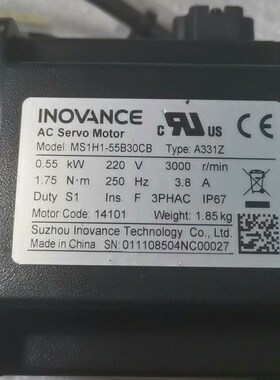 INOVANCE
AC Servo Motor
c RU US CE
Model: MS1H1-55B30CB Type: A331Z
0.55 kW 220 V 3000 r/min
1.75 N·m 250 Hz 3.8 A
Duty S1 Ins. F 3PHAC IP67
Motor Code: 14101 Weight: 1.85kg
Suzhou Inovance Technology Co., Ltd.
Made in China SN: 011108504NC00027